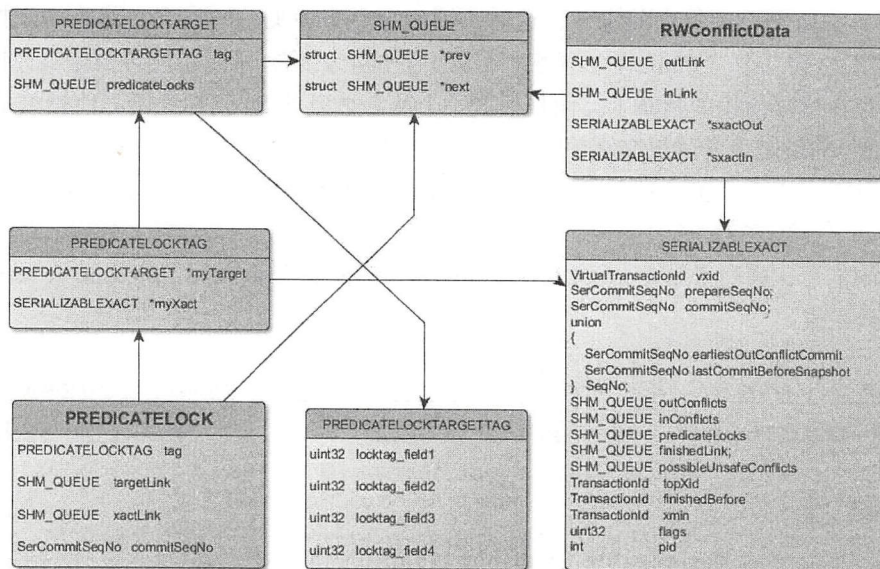 PREDICATELOCKTARGET
PREDICATELOCKTARGETTAG tag
SHM_QUEUE predicateLocks
SHM_QUEUE
struct SHM_QUEUE *prev
struct SHM_QUEUE *next
RWConflictData
SHM_QUEUE outLink
SHM_QUEUE inLink
SERIALIZABLEXACT *sxactOut
SERIALIZABLEXACT *sxactIn
PREDICATELOCKTAG
PREDICATELOCKTARGET *myTarget
SERIALIZABLEXACT *myXact
SERIALIZABLEXACT
VirtualTransactionId vxid
SerCommitSeqNo prepareSeqNo;
SerCommitSeqNo commitSeqNo;
union
{
SerCommitSeqNo earliestOutConflictCommit
SerCommitSeqNo lastCommitBeforeSnapshot
} SeqNo;
SHM_QUEUE outConflicts
SHM_QUEUE inConflicts
SHM_QUEUE predicateLocks
SHM_QUEUE finishedLink;
SHM_QUEUE possibleUnsafeConflicts
TransactionId topXid
TransactionId finishedBefore
TransactionId xmin
uint32 flags
int pid
PREDICATELOCK
PREDICATELOCKTAG tag
SHM_QUEUE targetLink
SHM_QUEUE xactLink
SerCommitSeqNo commitSeqNo
PREDICATELOCKTARGETTAG
uint32 locktag_field1
uint32 locktag_field2
uint32 locktag_field3
uint32 locktag_field4